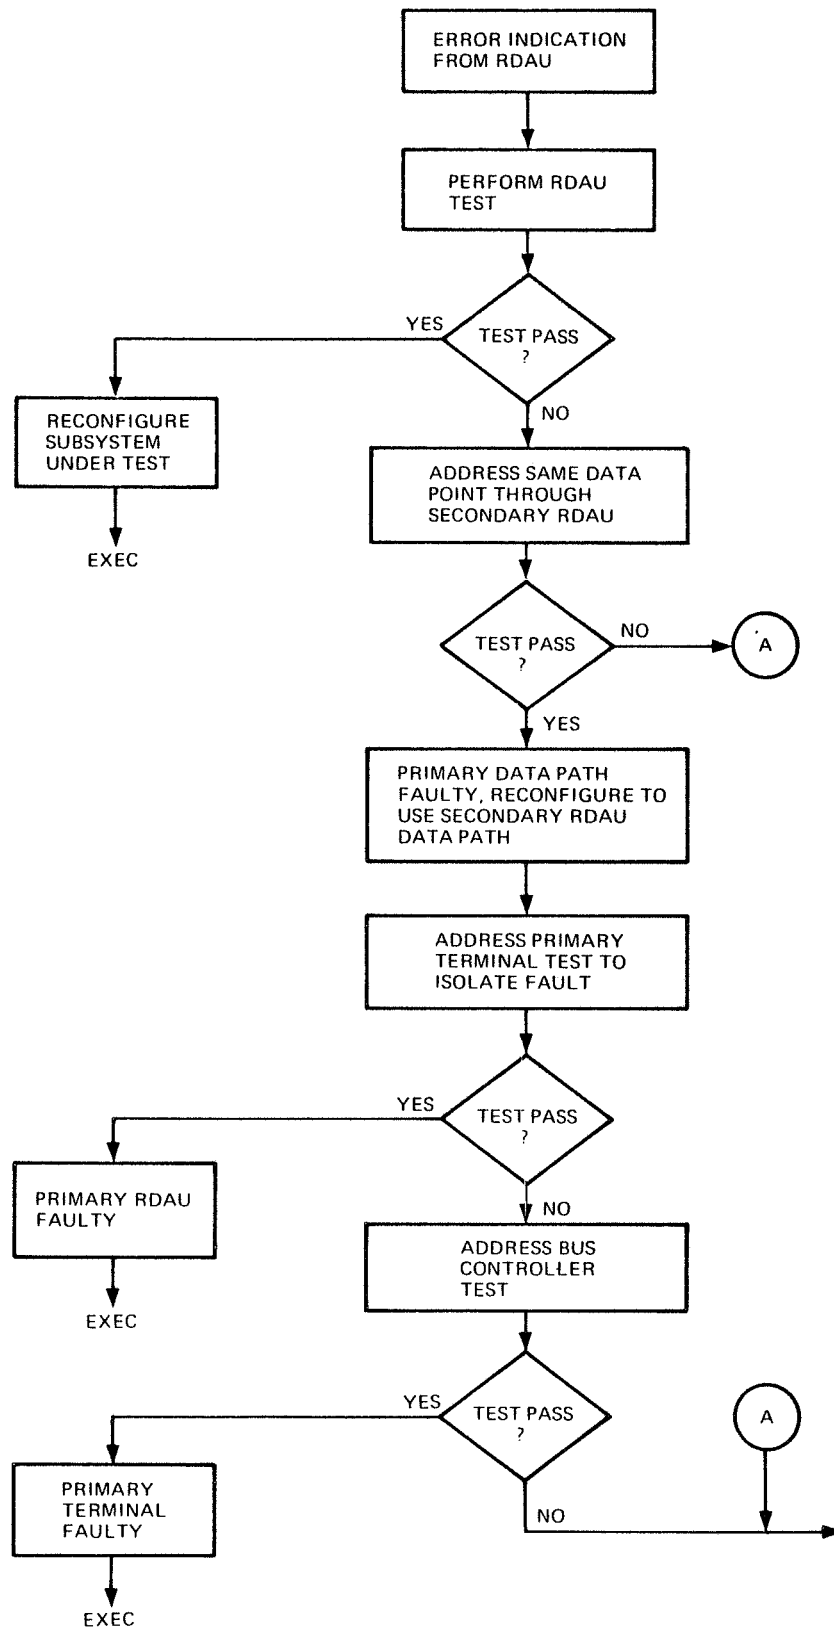 ERROR INDICATION
FROM RDAU
PERFORM RDAU
TEST
YES
TEST PASS
?
NO
RECONFIGURE
SUBSYSTEM
UNDER TEST
EXEC
ADDRESS SAME DATA
POINT THROUGH
SECONDARY RDAU
TEST PASS
?
NO
A
YES
PRIMARY DATA PATH
FAULTY, RECONFIGURE TO
USE SECONDARY RDAU
DATA PATH
ADDRESS PRIMARY
TERMINAL TEST TO
ISOLATE FAULT
YES
TEST PASS
?
NO
PRIMARY RDAU
FAULTY
EXEC
ADDRESS BUS
CONTROLLER
TEST
YES
TEST PASS
?
A
NO
PRIMARY
TERMINAL
FAULTY
EXEC